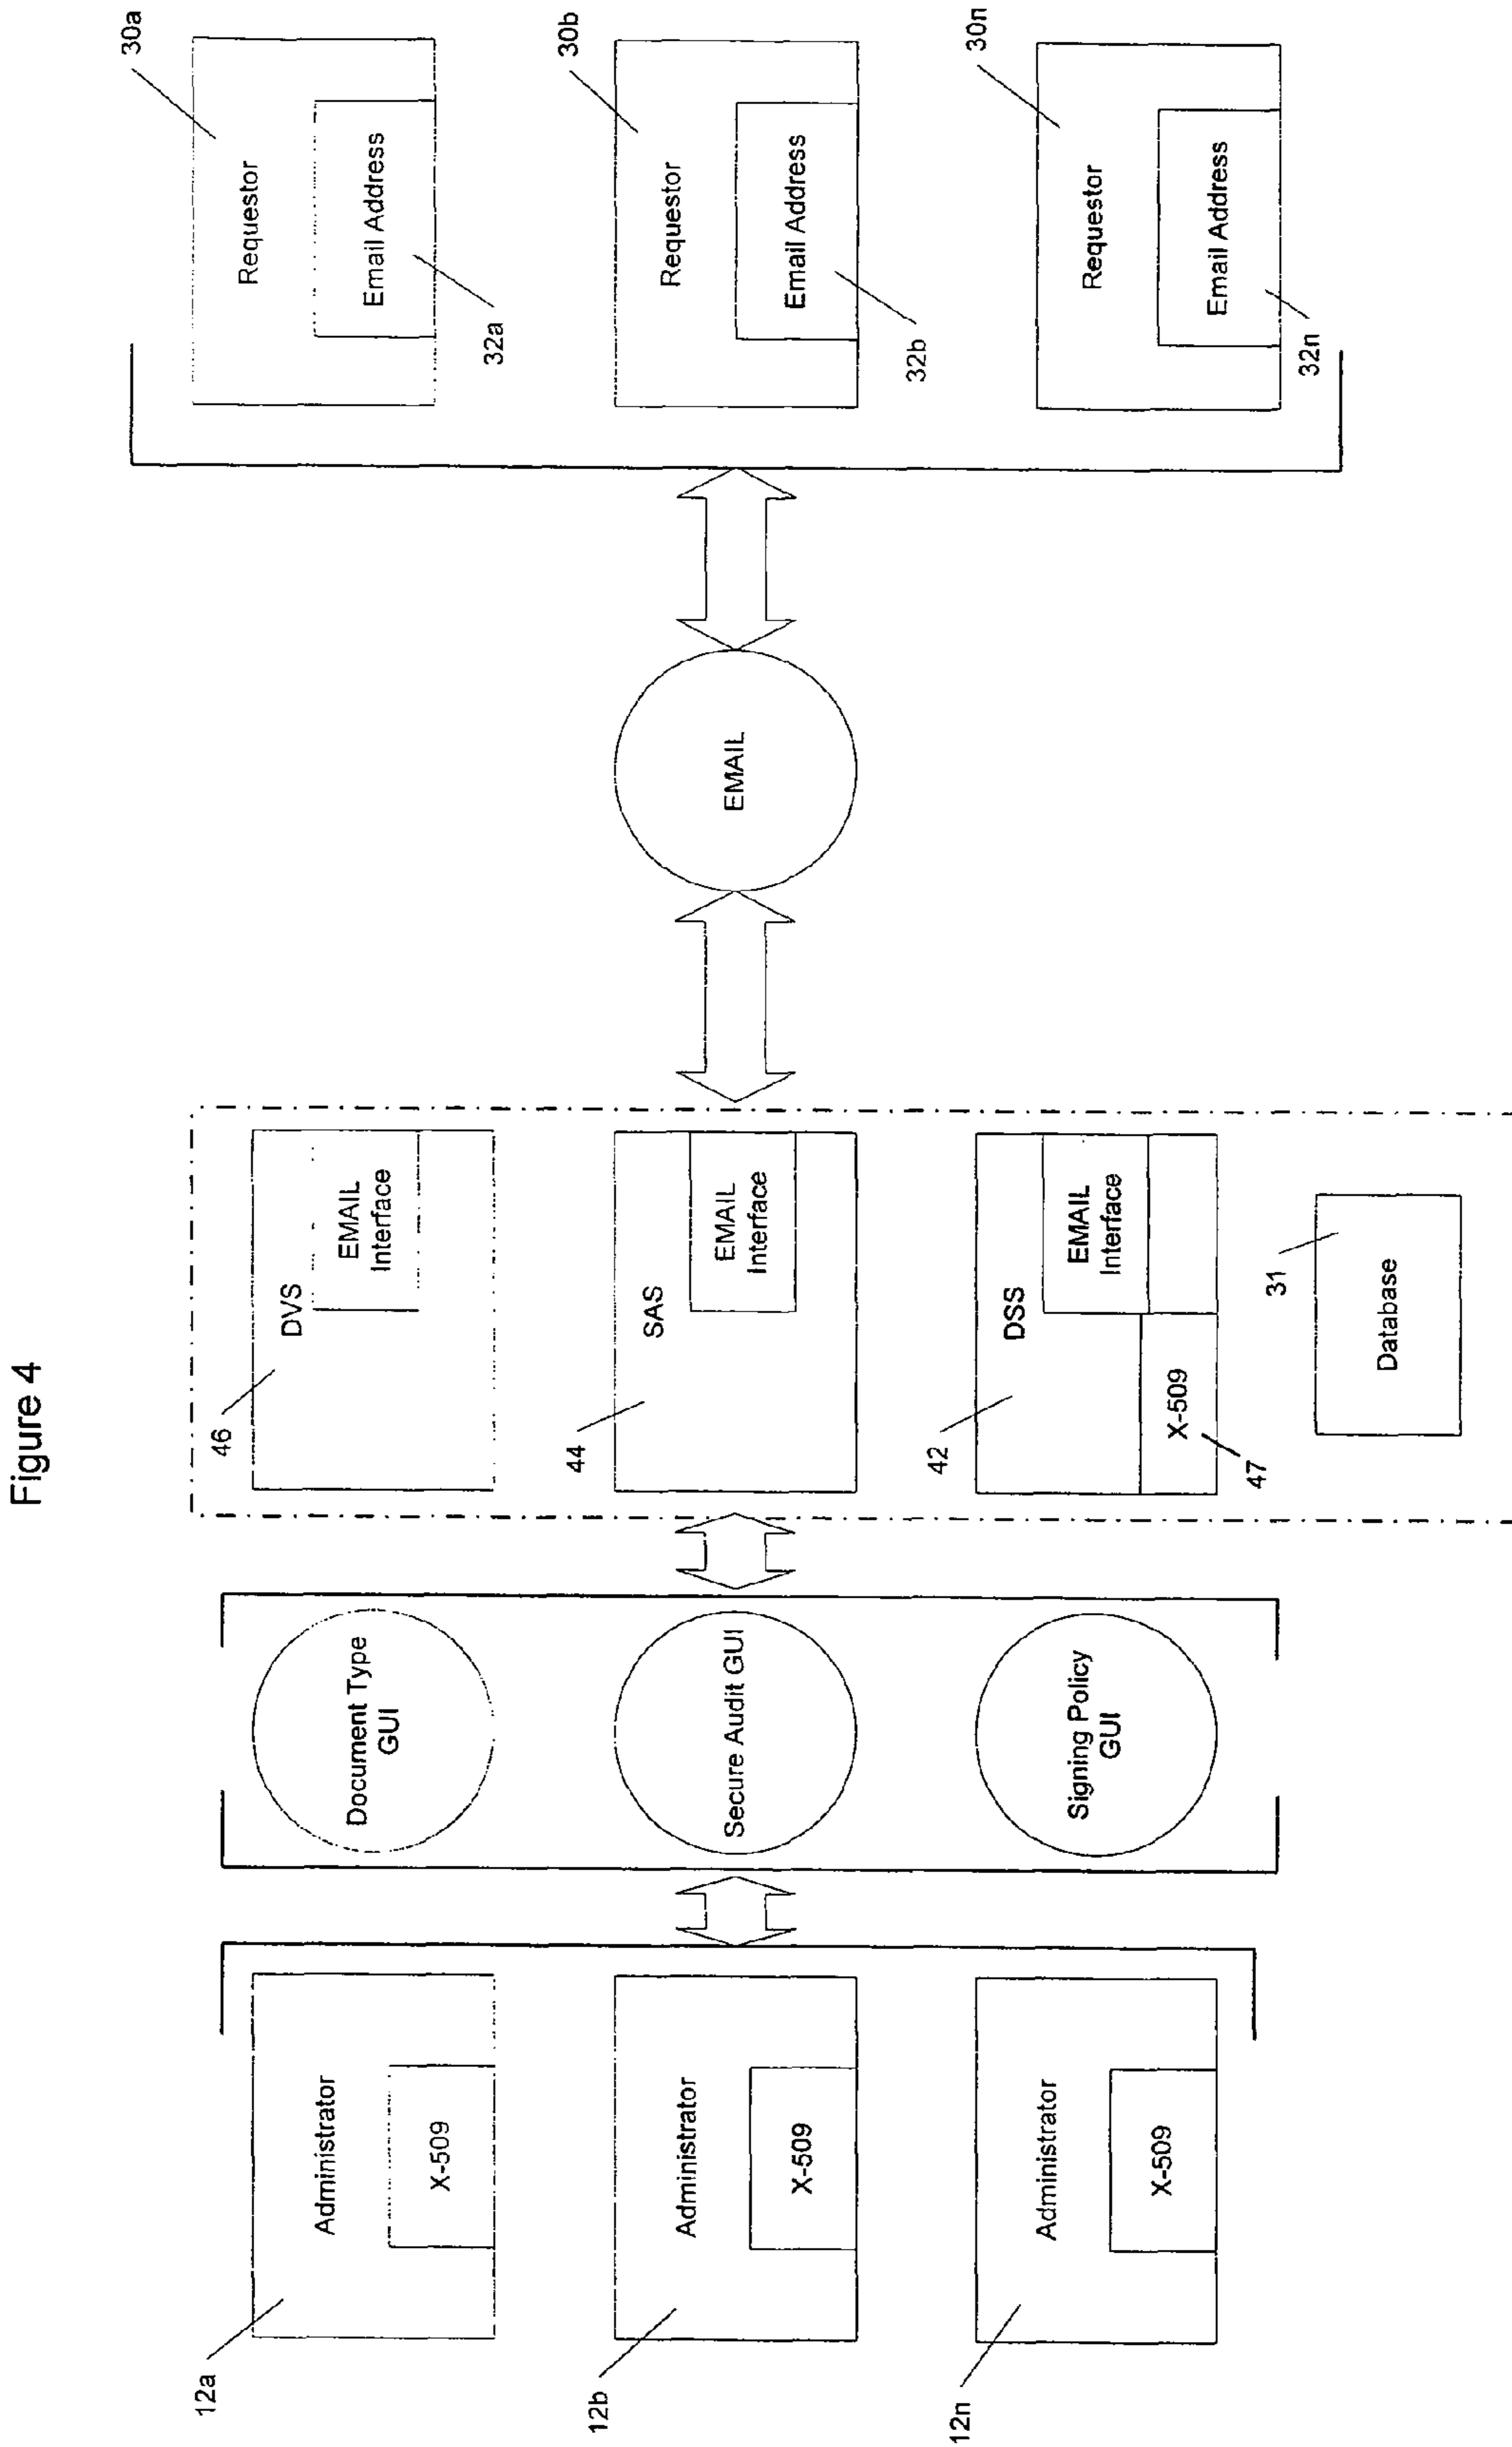 Figure 4
12a
Administrator
X-509
12b
Administrator
X-509
12n
Administrator
X-509
Document Type
GUI
Secure Audit GUI
Signing Policy
GUI
46
DVS
EMAIL
Interface
44
SAS
EMAIL
Interface
42
DSS
EMAIL
Interface
X-509
47
31
Database
EMAIL
30a
Requestor
Email Address
32a
30b
Requestor
Email Address
32b
30n
Requestor
Email Address
32n